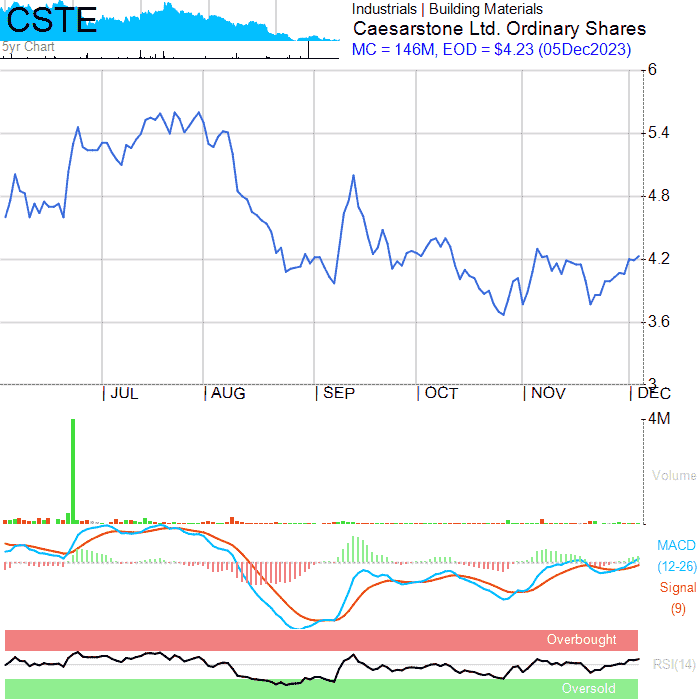 CSTE
5yr Chart
Industrials | Building Materials
Caesarstone Ltd. Ordinary Shares
MC = 146M, EOD = $4.23 (05Dec2023)
6
5.4
4.8
4.2
3.6
3
JUL
AUG
SEP
OCT
NOV
DEC
4M
Volume
MACD
(12-26)
Signal
(9)
Overbought
RSI(14)
Oversold